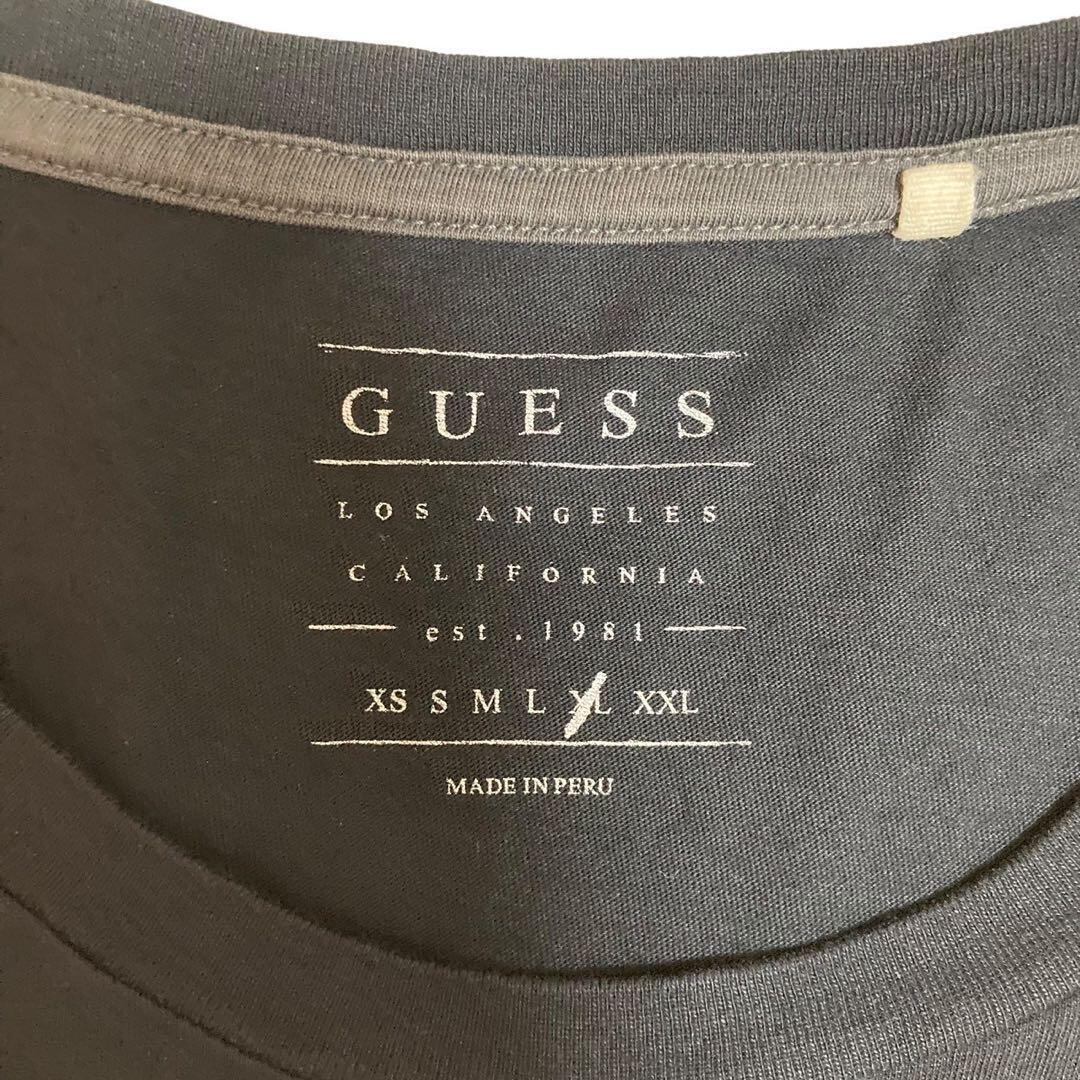 GUESS
LOS ANGELES
CALIFORNIA
est.1981
XS S M L XL XXL
MADE IN PERU